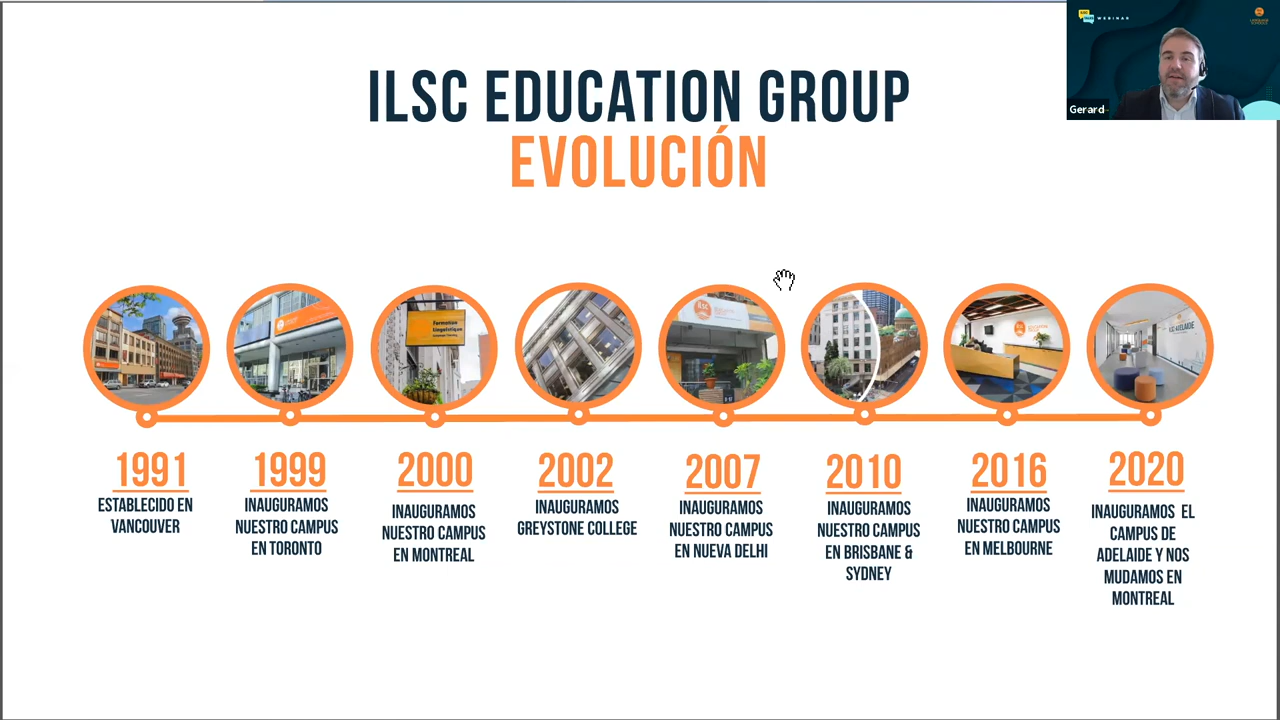 WEBINAR
Gerard
ILSC EDUCATION GROUP
EVOLUCIÓN
Formation
Linguistique
1991
ESTABLECIDO EN
VANCOUVER
1999
INAUGURAMOS
NUESTRO CAMPUS
EN TORONTO
2000
INAUGURAMOS
NUESTRO CAMPUS
EN MONTREAL
2002
INAUGURAMOS
GREYSTONE COLLEGE
2007
INAUGURAMOS
NUESTRO CAMPUS
EN NUEVA DELHI
2010
INAUGURAMOS
NUESTRO CAMPUS
EN BRISBANE &
SYDNEY
2016
INAUGURAMOS
NUESTRO CAMPUS
EN MELBOURNE
2020
INAUGURAMOS EL
CAMPUS DE
ADELAIDE Y NOS
MUDAMOS EN
MONTREAL